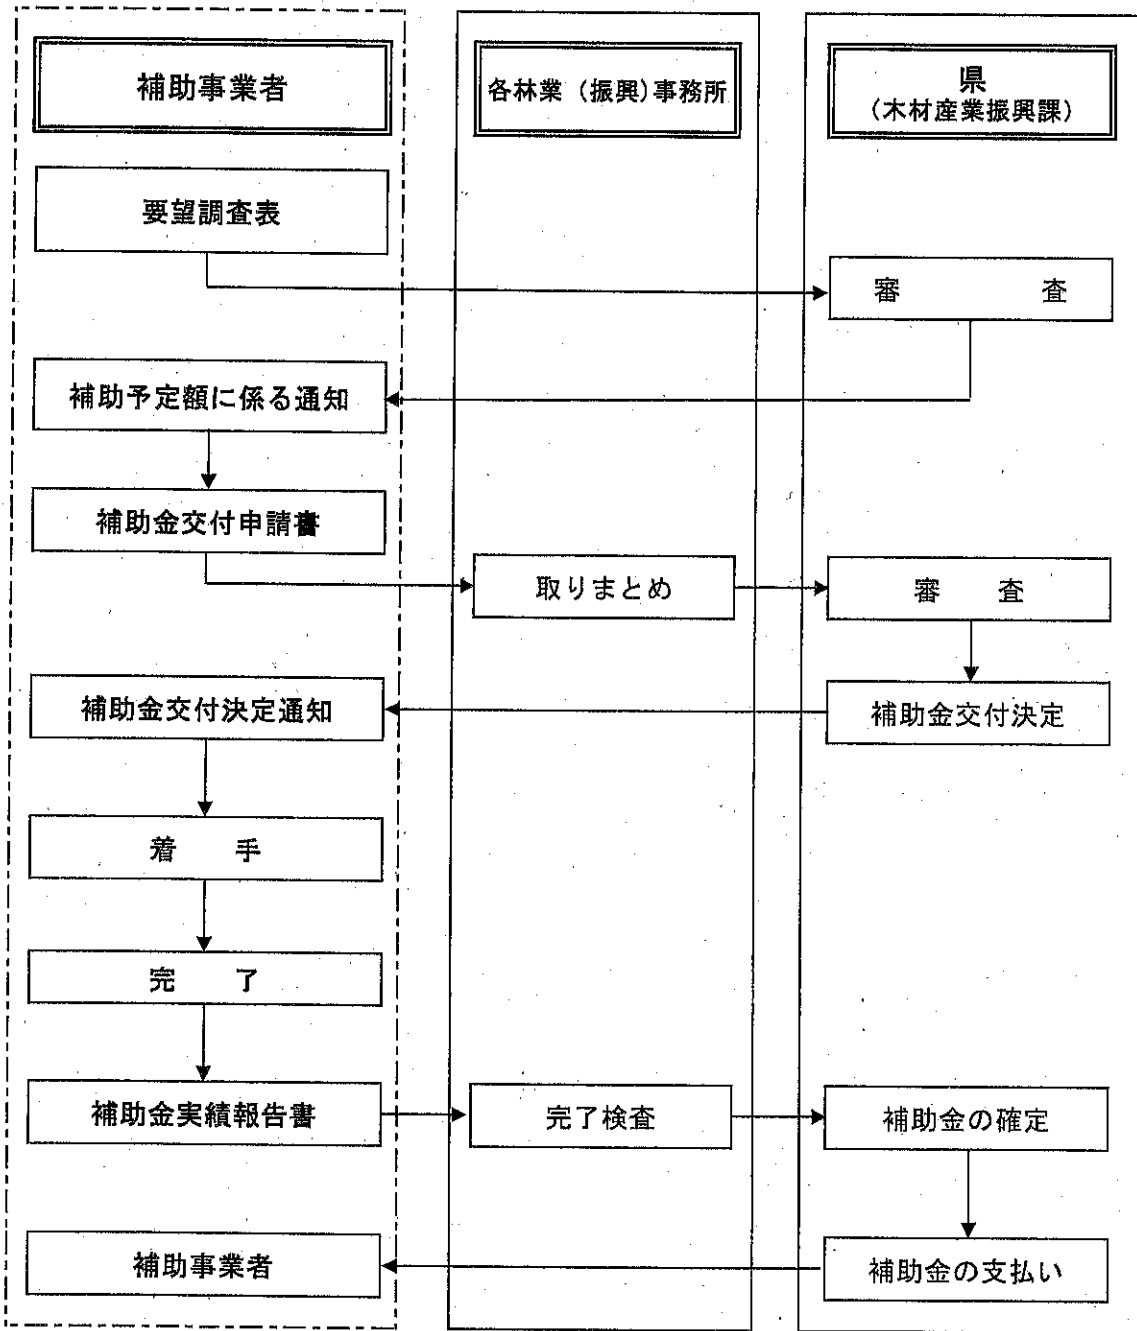 補助事業者
各林業（振興）事務所
県
（木材産業振興課）
要望調査表
審 査
補助予定額に係る通知
補助金交付申請書
取りまとめ
審 査
補助金交付決定通知
補助金交付決定
着 手
完 了
補助金実績報告書
完了検査
補助金の確定
補助事業者
補助金の支払い